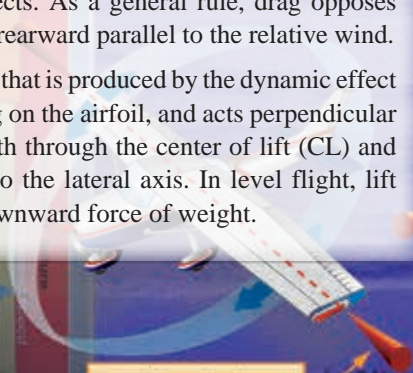 ects. As a general rule, drag opposes
rearward parallel to the relative wind.
that is produced by the dynamic effect
g on the airfoil, and acts perpendicular
th through the center of lift (CL) and
o the lateral axis. In level flight, lift
wnward force of weight.